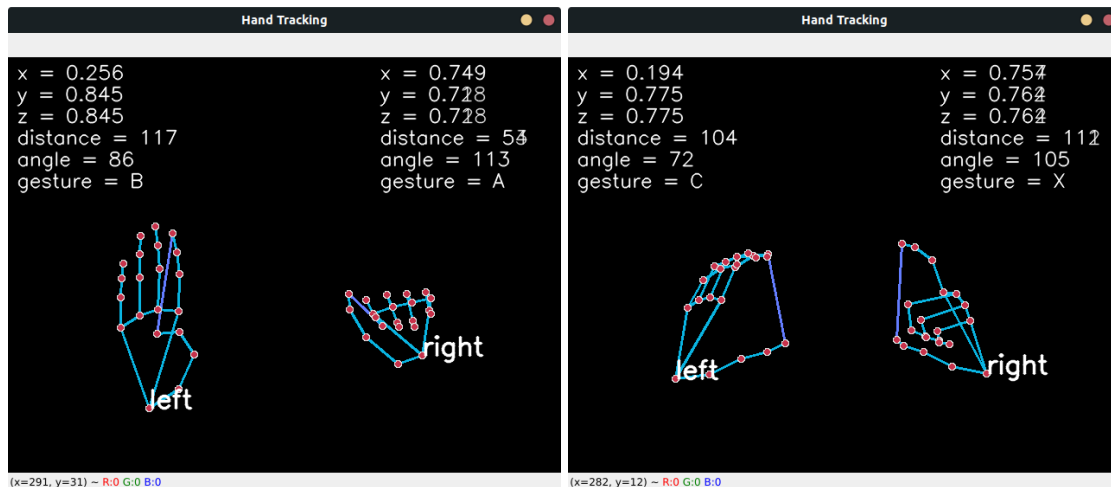 Hand Tracking
x = 0.256
y = 0.845
z = 0.845
distance = 117
angle = 86
gesture = B
x = 0.749
angle = 113
gesture = A
left
right
(x=291, y=31) ~ R:0 G:0 B:0
Hand Tracking
x = 0.194
y = 0.775
z = 0.775
distance = 104
angle = 72
gesture = C
angle = 105
gesture = X
left
right
(x=282, y=12) ~ R:0 G:0 B:0